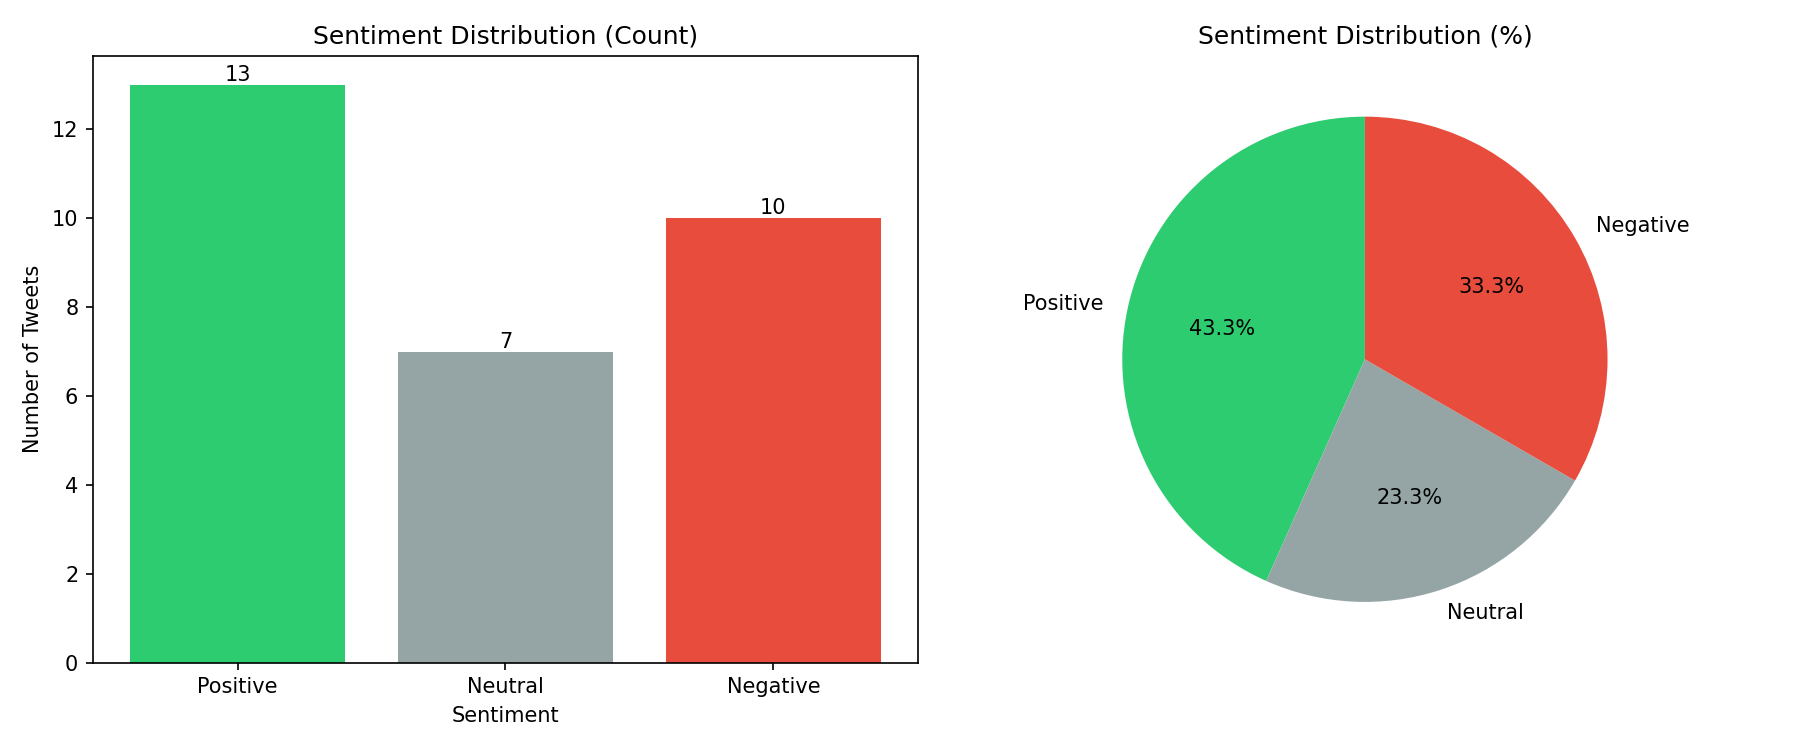 Sentiment Distribution (Count)
13
12
10
10
8
7
6
4
2
0
Number of Tweets
Positive
Neutral
Negative
Sentiment
Sentiment Distribution (%)
Negative
33.3%
Positive
43.3%
23.3%
Neutral